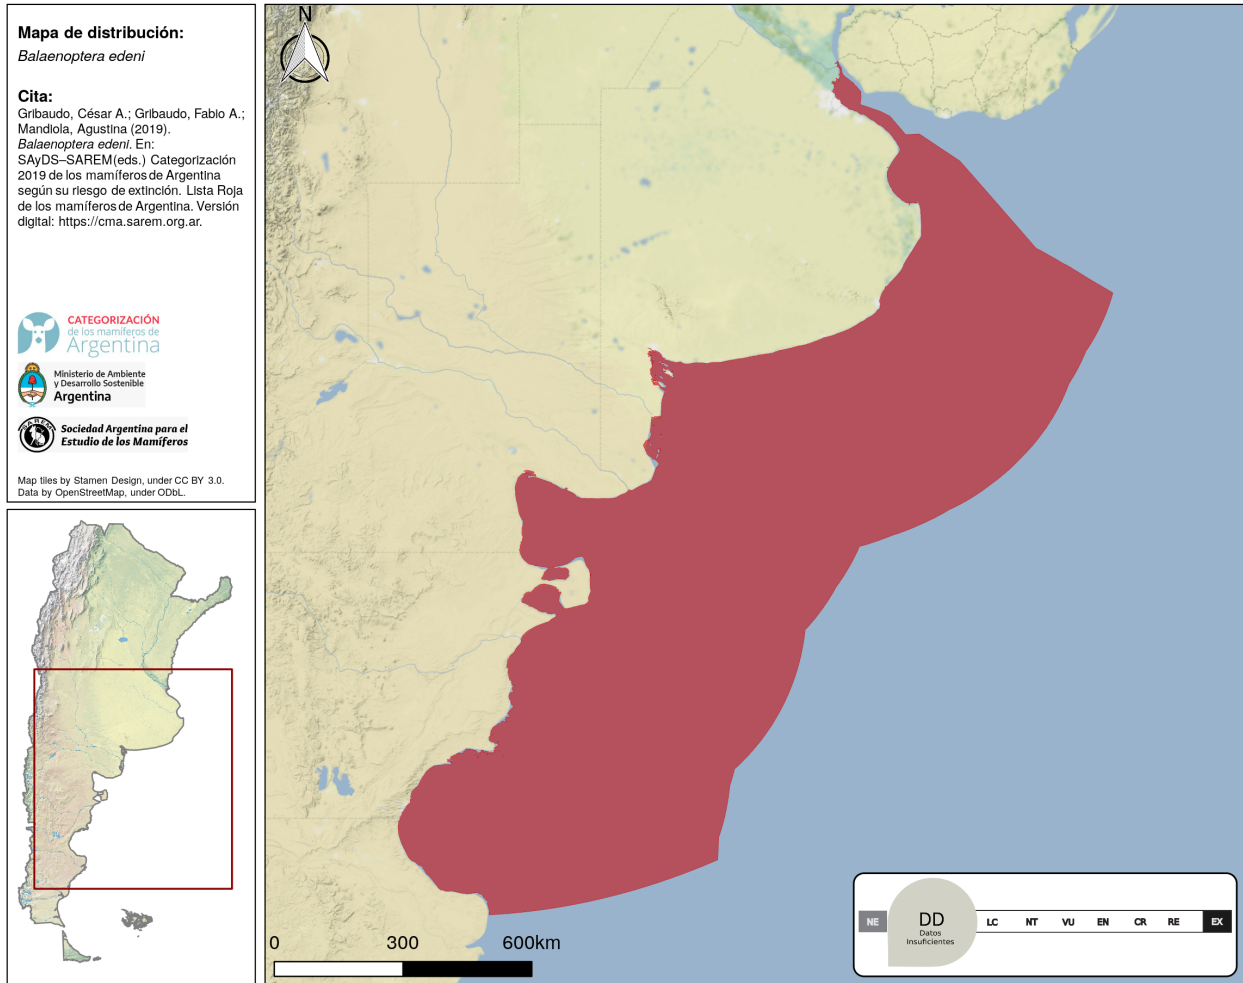 Mapa de distribución:
Balaenoptera edeni
Cita:
Gribaudo, César A.; Gribaudo, Fabio A.;
Mandiola, Agustina (2019).
Balaenoptera edeni. En:
SAyDS–SAREM(eds.) Categorización
2019 de los mamíferos de Argentina
según su riesgo de extinción. Lista Roja
de los mamíferos de Argentina. Versión
digital: https://cma.sarem.org.ar.
CATEGORIZACIÓN
de los mamíferos de
Argentina
Ministerio de Ambiente
y Desarrollo Sostenible
Argentina
SAREM
Sociedad Argentina para el
Estudio de los Mamíferos
Map tiles by Stamen Design, under CC BY 3.0.
Data by OpenStreetMap, under ODbL.
N
0 300 600km
NE DD LC NT VU EN CR RE EX
Datos
Insuficientes